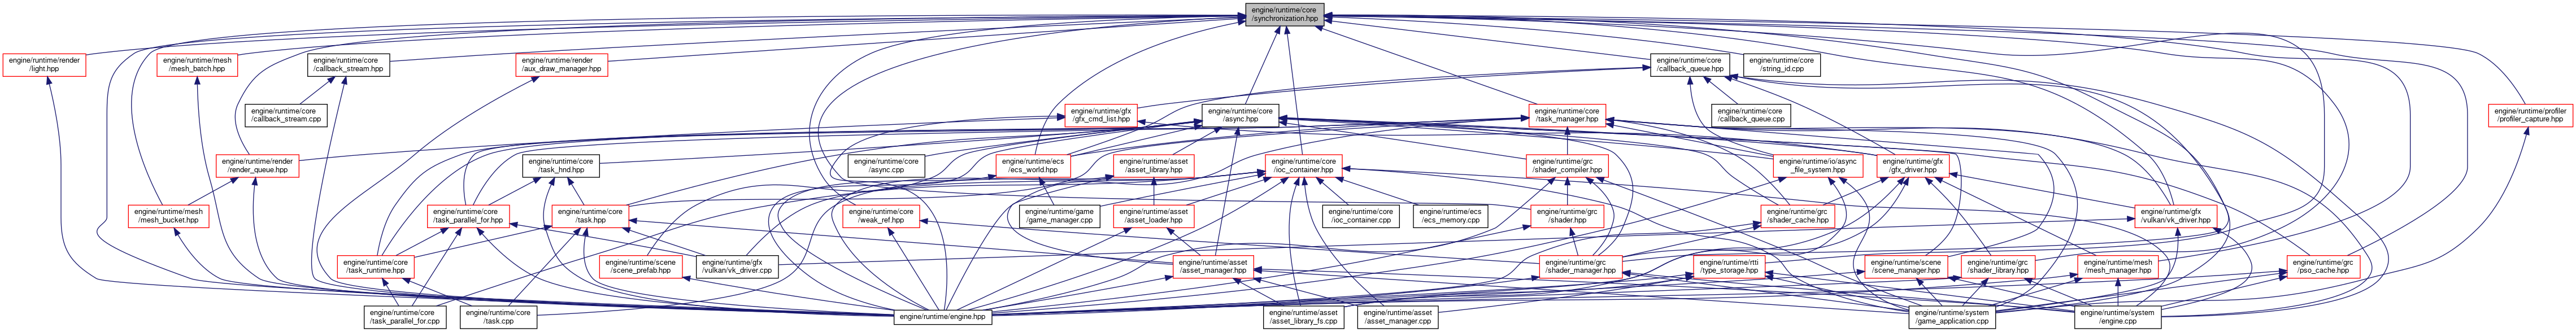 engine/runtime/core
/synchronization.hpp
engine/runtime/render
/light.hpp
engine/runtime/mesh
/mesh_batch.hpp
engine/runtime/core
/callback_stream.hpp
engine/runtime/render
/aux_draw_manager.hpp
engine/runtime/core
/callback_queue.hpp
engine/runtime/core
/string_id.cpp
engine/runtime/core
/callback_stream.cpp
engine/runtime/gfx
/gfx_cmd_list.hpp
engine/runtime/core
/async.hpp
engine/runtime/core
/task_manager.hpp
engine/runtime/core
/callback_queue.cpp
engine/runtime/profiler
/profiler_capture.hpp
engine/runtime/render
/render_queue.hpp
engine/runtime/core
/task_hnd.hpp
engine/runtime/core
/async.cpp
engine/runtime/ecs
/ecs_world.hpp
engine/runtime/asset
/asset_library.hpp
engine/runtime/core
/ioc_container.hpp
engine/runtime/grc
/shader_compiler.hpp
engine/runtime/io/async
_file_system.hpp
engine/runtime/gfx
/gfx_driver.hpp
engine/runtime/mesh
/mesh_bucket.hpp
engine/runtime/core
/task_parallel_for.hpp
engine/runtime/core
/task.hpp
engine/runtime/core
/weak_ref.hpp
engine/runtime/game
/game_manager.cpp
engine/runtime/asset
/asset_loader.hpp
engine/runtime/core
/ioc_container.cpp
engine/runtime/ecs
/ecs_memory.cpp
engine/runtime/grc
/shader.hpp
engine/runtime/grc
/shader_cache.hpp
engine/runtime/gfx
/vulkan/vk_driver.hpp
engine/runtime/core
/task_runtime.hpp
engine/runtime/scene
/scene_prefab.hpp
engine/runtime/gfx
/vulkan/vk_driver.cpp
engine/runtime/asset
/asset_manager.hpp
engine/runtime/grc
/shader_manager.hpp
engine/runtime/rtti
/type_storage.hpp
engine/runtime/scene
/scene_manager.hpp
engine/runtime/grc
/shader_library.hpp
engine/runtime/mesh
/mesh_manager.hpp
engine/runtime/grc
/pso_cache.hpp
engine/runtime/core
/task_parallel_for.cpp
engine/runtime/core
/task.cpp
engine/runtime/engine.hpp
engine/runtime/asset
/asset_library_fs.cpp
engine/runtime/asset
/asset_manager.cpp
engine/runtime/system
/game_application.cpp
engine/runtime/system
/engine.cpp